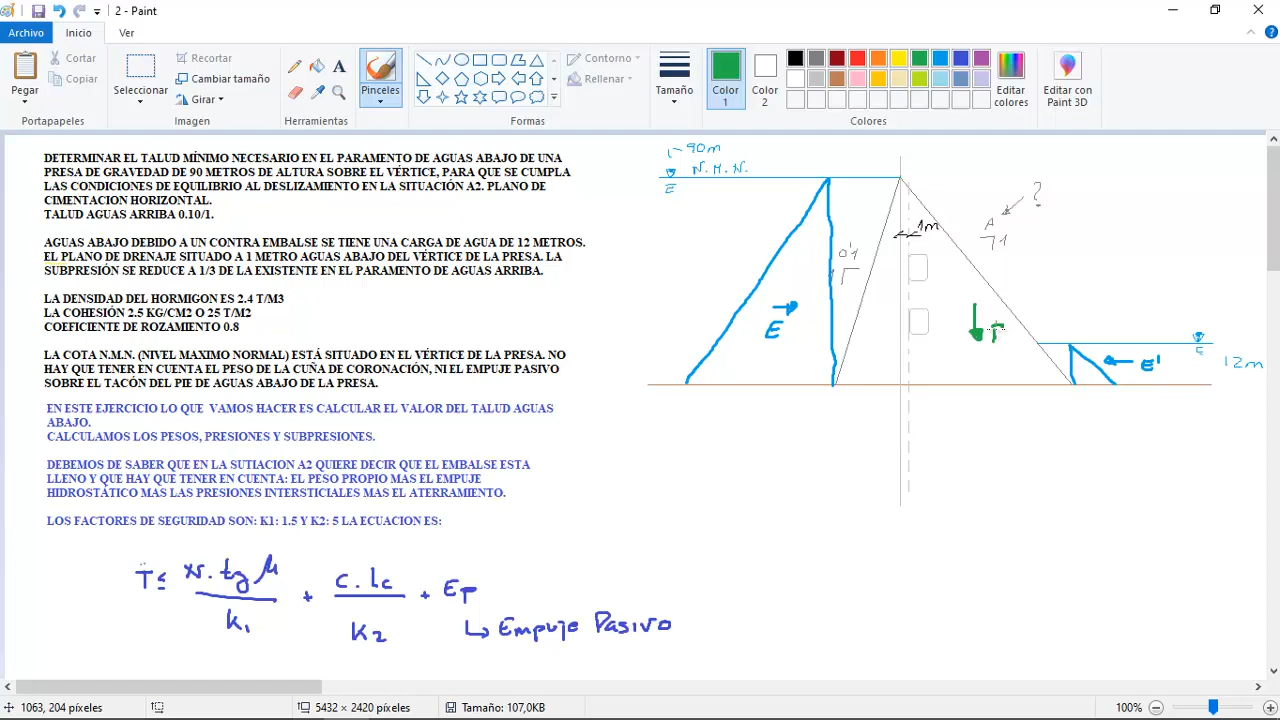 2 - Paint
Archivo
Inicio
Ver
Pegar
Cortar
Copiar
Portapapeles
Seleccionar
Recortar
Cambiar tamaño
Girar
Imagen
A
Herramientas
Pinceles
Contorno
Rellenar
Formas
Tamaño
Color 1
Color 2
Editar colores
Editar con Paint 3D
Colores
DETERMINAR EL TALUD MÍNIMO NECESARIO EN EL PARAMENTO DE AGUAS ABAJO DE UNA
PRESA DE GRAVEDAD DE 90 METROS DE ALTURA SOBRE EL VÉRTICE, PARA QUE SE CUMPLA
LAS CONDICIONES DE EQUILIBRIO AL DESLIZAMIENTO EN LA SITUACIÓN A2. PLANO DE
CIMENTACION HORIZONTAL.
TALUD AGUAS ARRIBA 0.10/1.
AGUAS ABAJO DEBIDO A UN CONTRA EMBALSE SE TIENE UNA CARGA DE AGUA DE 12 METROS.
EL PLANO DE DRENAJE SITUADO A 1 METRO AGUAS ABAJO DEL VÉRTICE DE LA PRESA. LA
SUBPRESIÓN SE REDUCE A 1/3 DE LA EXISTENTE EN EL PARAMENTO DE AGUAS ARRIBA.
LA DENSIDAD DEL HORMIGON ES 2.4 T/M3
LA COHESIÓN 2.5 KG/CM2 O 25 T/M2
COEFICIENTE DE ROZAMIENTO 0.8
LA COTA N.M.N. (NIVEL MAXIMO NORMAL) ESTÁ SITUADO EN EL VÉRTICE DE LA PRESA. NO
HAY QUE TENER EN CUENTA EL PESO DE LA CUÑA DE CORONACIÓN, NI EL EMPUJE PASIVO
SOBRE EL TACÓN DEL PIE DE AGUAS ABAJO DE LA PRESA.
EN ESTE EJERCICIO LO QUE VAMOS HACER ES CALCULAR EL VALOR DEL TALUD AGUAS
ABAJO.
CALCULAMOS LOS PESOS, PRESIONES Y SUBPRESIONES.
DEBEMOS DE SABER QUE EN LA SUTIACION A2 QUIERE DECIR QUE EL EMBALSE ESTA
LLENO Y QUE HAY QUE TENER EN CUENTA: EL PESO PROPIO MAS EL EMPUJE
HIDROSTÁTICO MAS LAS PRESIONES INTERSTICIALES MAS EL ATERRAMIENTO.
LOS FACTORES DE SEGURIDAD SON: K1: 1.5 Y K2: 5 LA ECUACION ES:
T ≤ N. tg μ / K1 + C. Lc / K2 + EP
↳ Empuje Pasivo
90m
N.M.N.
1m
?
A
1
0'1
1
E
E'
12m
1063, 204 píxeles
5432 × 2420 píxeles
Tamaño: 107,0KB
100%